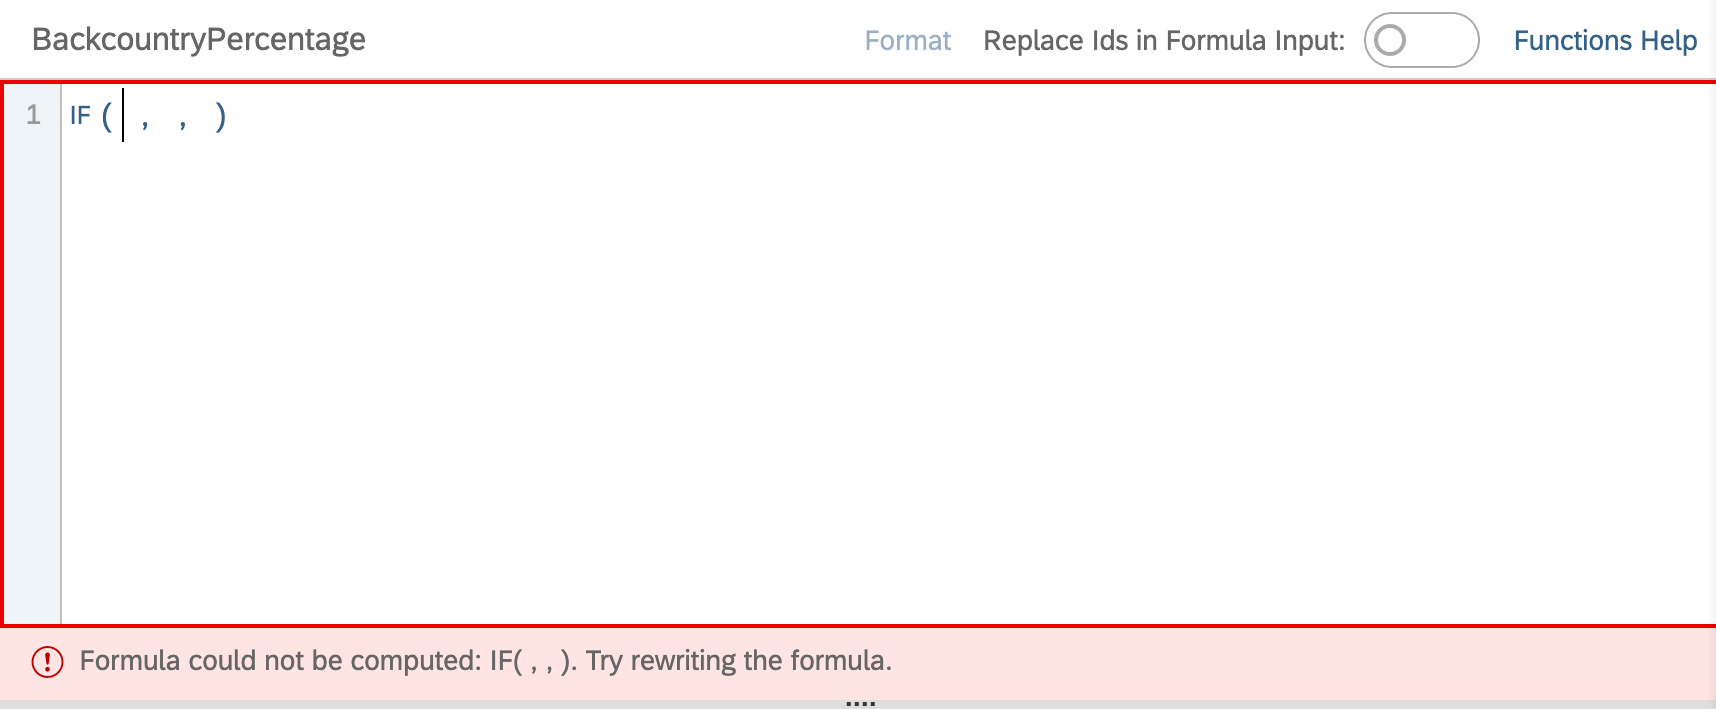 BackcountryPercentage
Format Replace Ids in Formula Input: Functions Help
1 IF ( , , )
Formula could not be computed: IF( , , ). Try rewriting the formula.